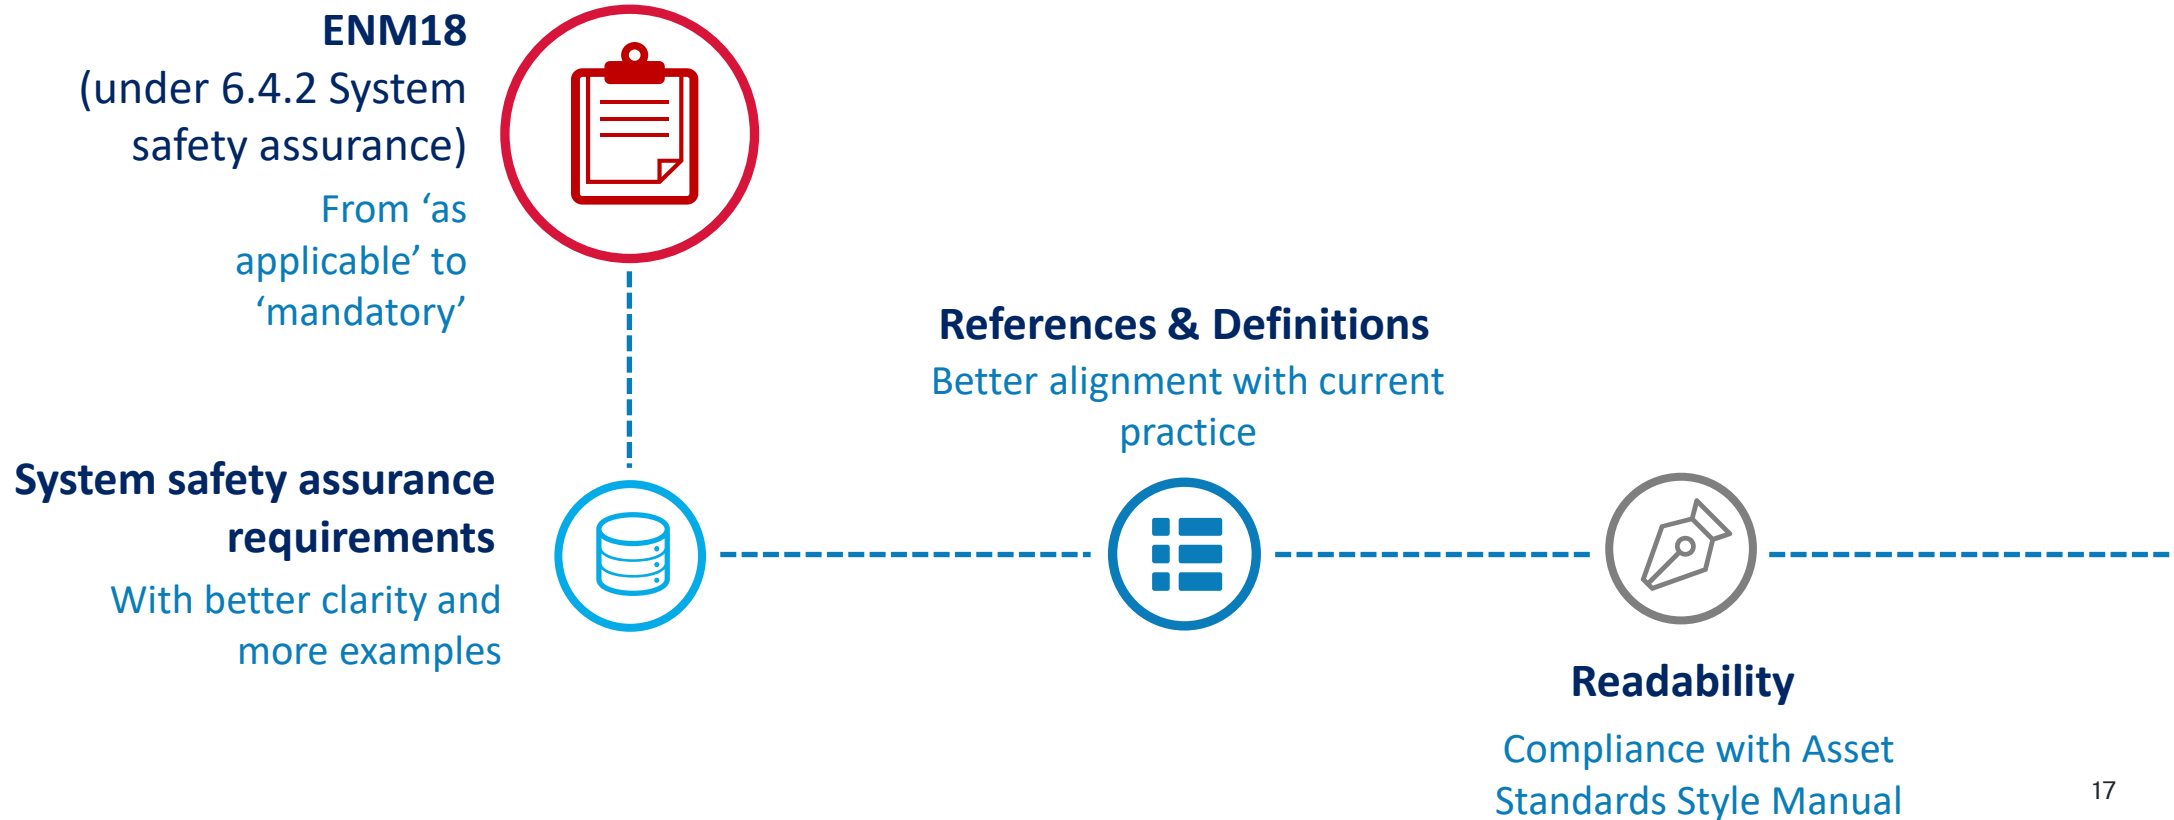 ENM18
(under 6.4.2 System
safety assurance)
From ‘as
applicable’ to
‘mandatory’
System safety assurance
requirements
With better clarity and
more examples
References & Definitions
Better alignment with current
practice
Readability
Compliance with Asset
Standards Style Manual
17